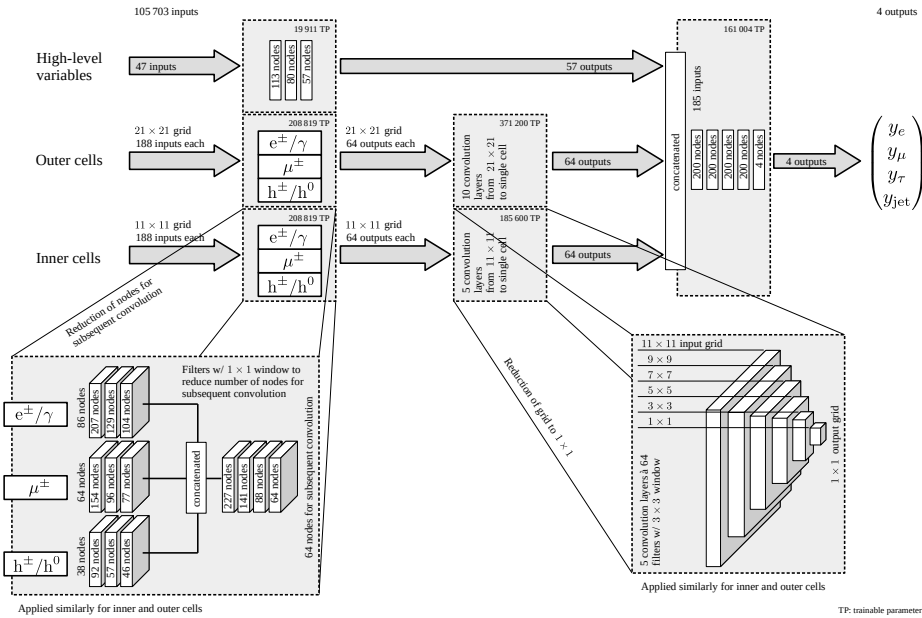 105 703 inputs
4 outputs
19 911 TP
161 004 TP
High-level
variables
47 inputs
113 nodes
80 nodes
57 nodes
57 outputs
185 inputs
208 819 TP
371 200 TP
Outer cells
21 × 21 grid
188 inputs each
e±/γ
μ±
h±/h0
21 × 21 grid
64 outputs each
10 convolution
layers
from 21 × 21
to single cell
64 outputs
concatenated
200 nodes
200 nodes
200 nodes
200 nodes
4 nodes
4 outputs
ye
yμ
yτ
yjet
208 819 TP
185 600 TP
Inner cells
11 × 11 grid
188 inputs each
e±/γ
μ±
h±/h0
11 × 11 grid
64 outputs each
5 convolution
layers
from 11 × 11
to single cell
64 outputs
Reduction of nodes for
subsequent convolution
Reduction of grid to 1 × 1
Filters w/ 1 × 1 window to
reduce number of nodes for
subsequent convolution
e±/γ
86 nodes
207 nodes
129 nodes
104 nodes
μ±
64 nodes
154 nodes
96 nodes
77 nodes
h±/h0
38 nodes
92 nodes
57 nodes
46 nodes
concatenated
227 nodes
141 nodes
88 nodes
64 nodes
64 nodes for subsequent convolution
Applied similarly for inner and outer cells
11 × 11 input grid
9 × 9
7 × 7
5 × 5
3 × 3
1 × 1
5 convolution layers à 64
filters w/ 3 × 3 window
1 × 1 output grid
Applied similarly for inner and outer cells
TP: trainable parameter